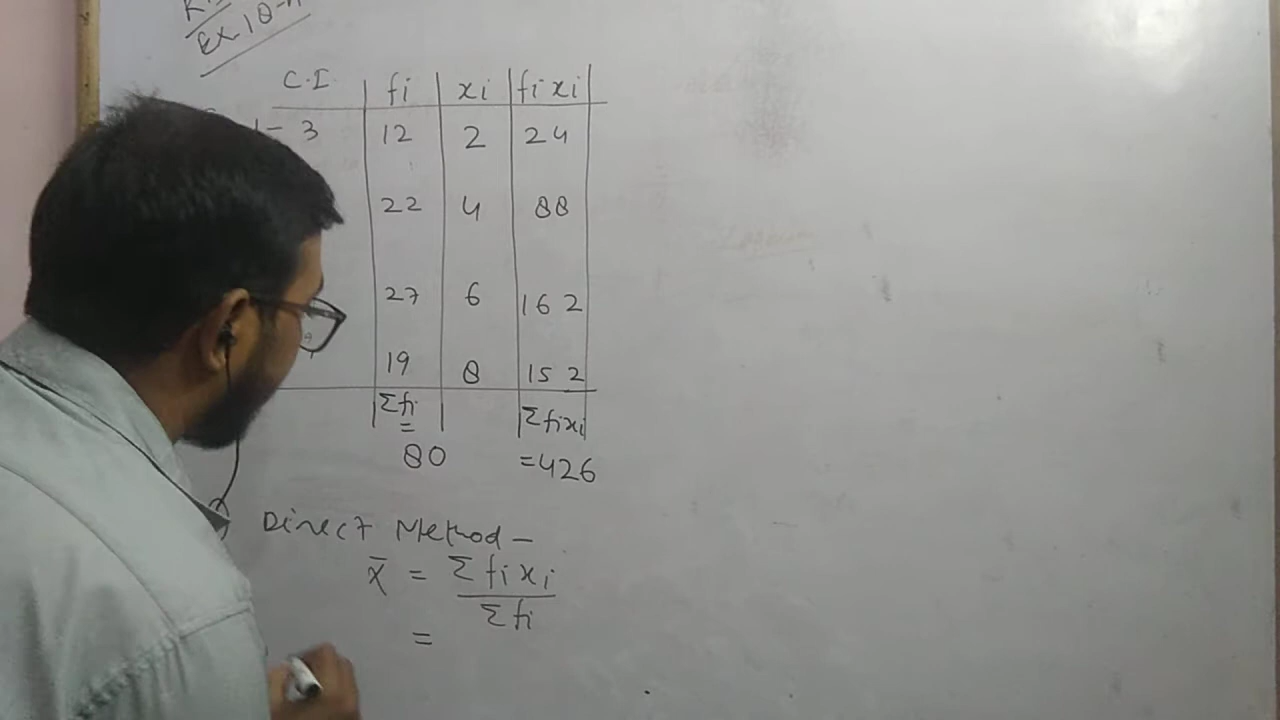 Ex-10-A
C.I. fi xi fixi
1-3 12 2 24
22 4 88
27 6 162
19 8 152
Σfi Σfixi
=
80 =426
Direct Method-
x̄ = Σfixi
Σfi
=